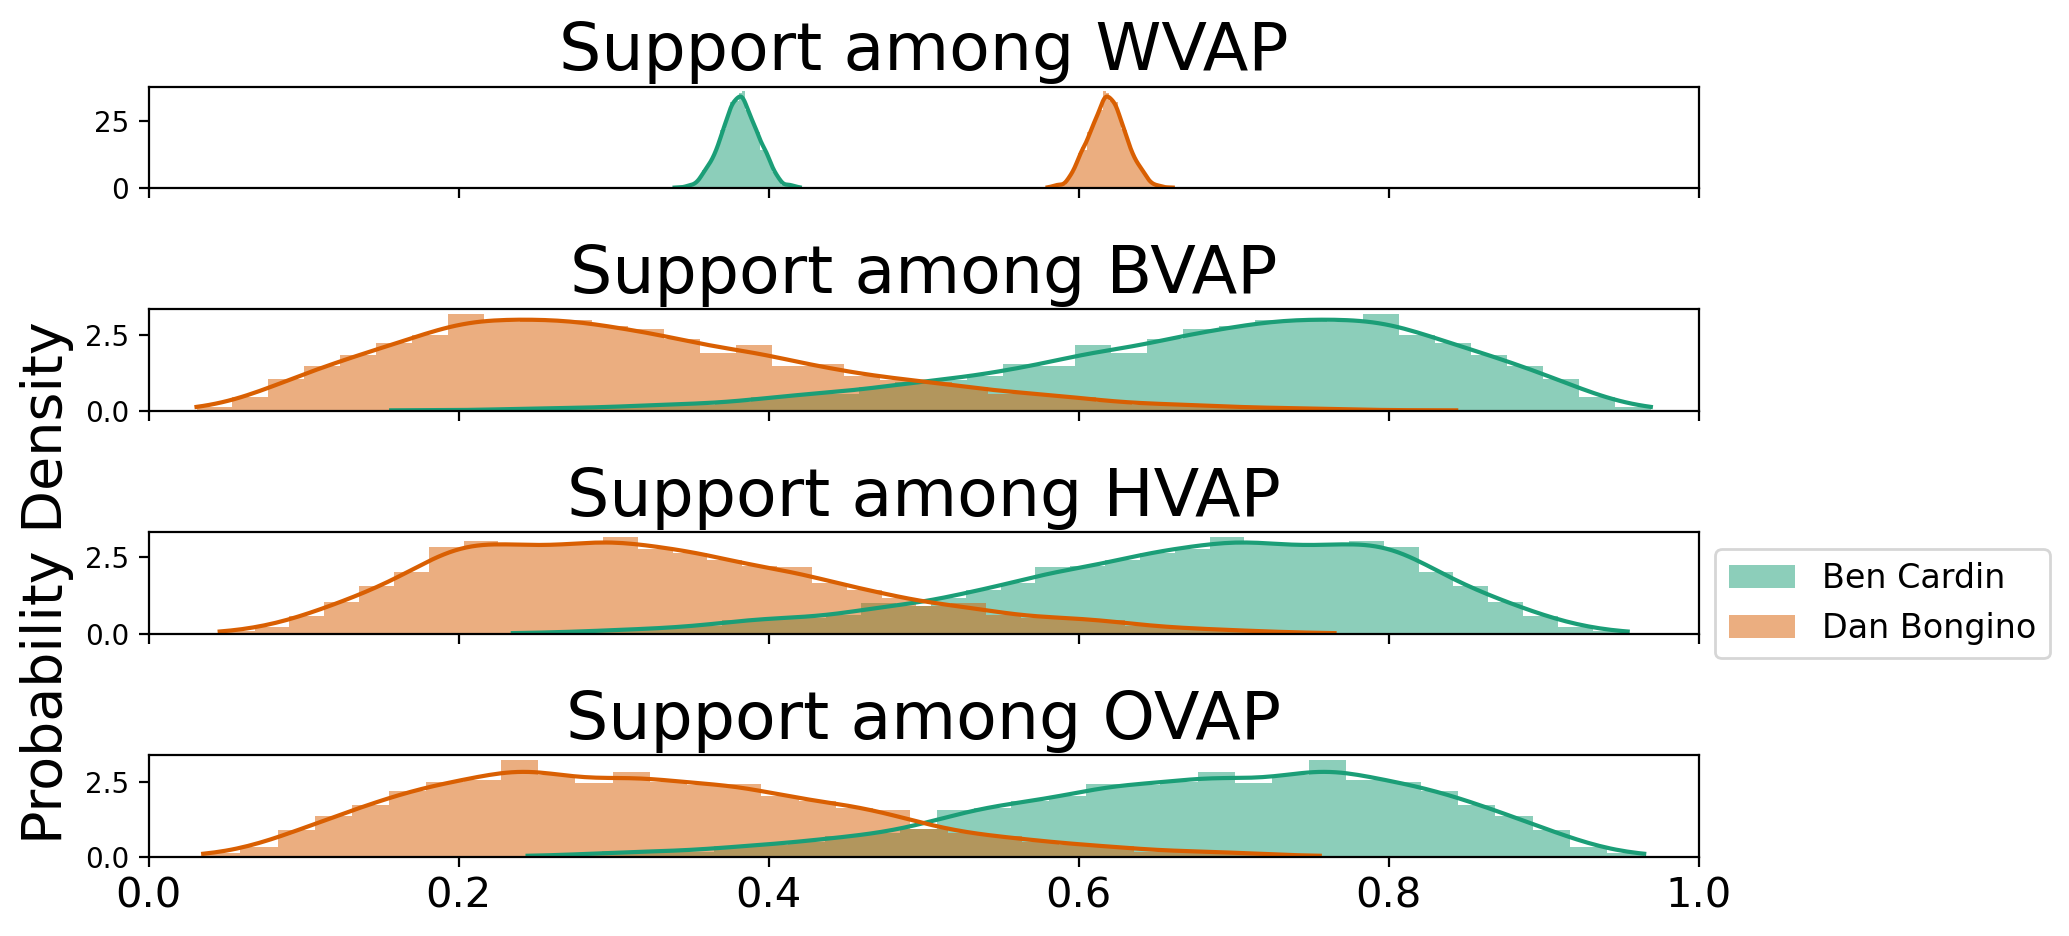 Support among WVAP
25
0
Support among BVAP
2.5
0.0
Support among HVAP
2.5
0.0
Support among OVAP
2.5
0.0
0.0 0.2 0.4 0.6 0.8 1.0
Probability Density
Ben Cardin
Dan Bongino